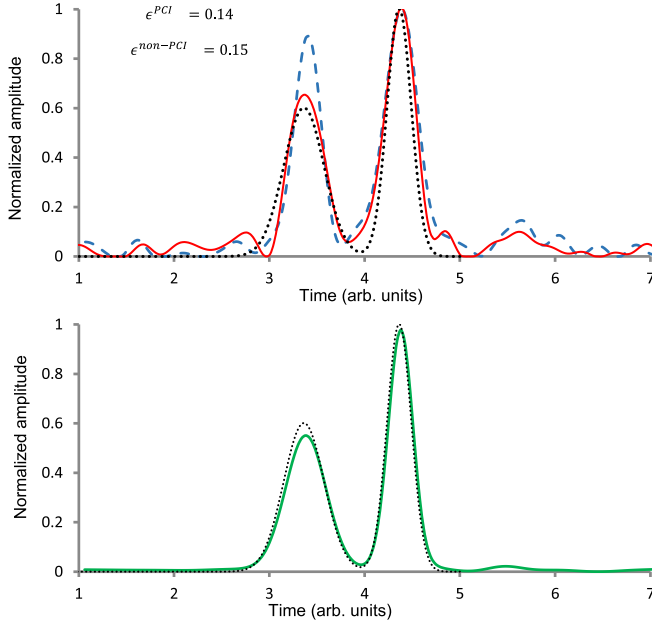 1
ϵ^{PCI} = 0.14
ϵ^{non−PCI} = 0.15
0.8
0.6
0.4
0.2
0
Normalized amplitude
1 2 3 4 5 6 7
Time (arb. units)
1
0.8
0.6
0.4
0.2
0
Normalized amplitude
1 2 3 4 5 6 7
Time (arb. units)